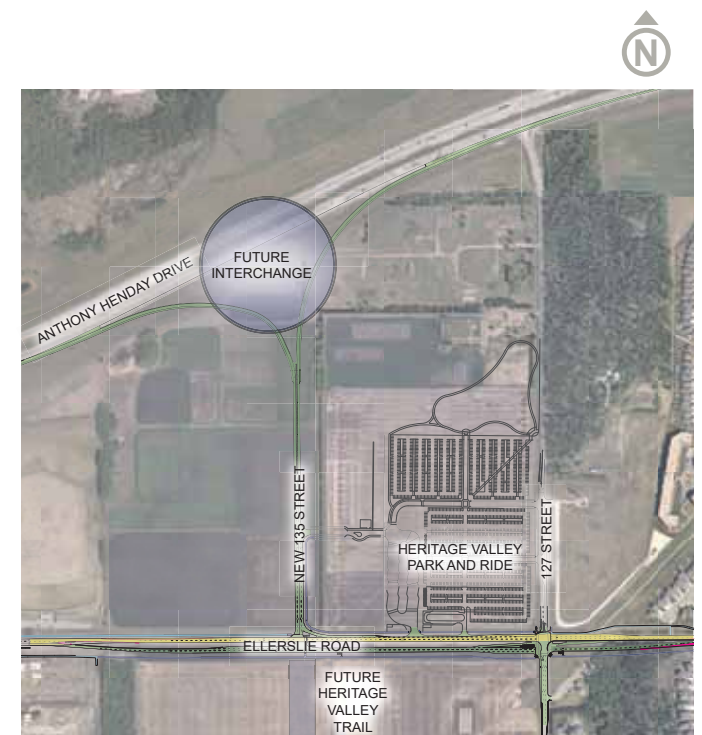 N
FUTURE
INTERCHANGE
ANTHONY HENDAY DRIVE
NEW 135 STREET
127 STREET
HERITAGE VALLEY
PARK AND RIDE
ELLERSLIE ROAD
FUTURE
HERITAGE
VALLEY
TRAIL